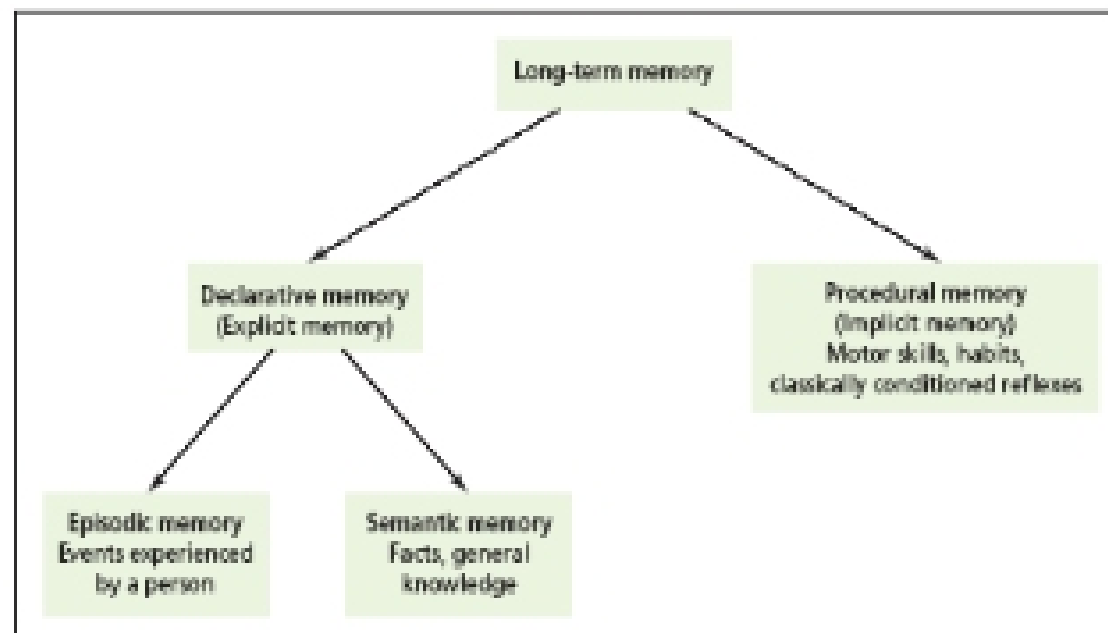 Long-term memory
Declarative memory
(Explicit memory)
Procedural memory
(Implicit memory)
Motor skills, habits,
classically conditioned reflexes
Episodic memory
Events experienced
by a person
Semantic memory
Facts, general
knowledge